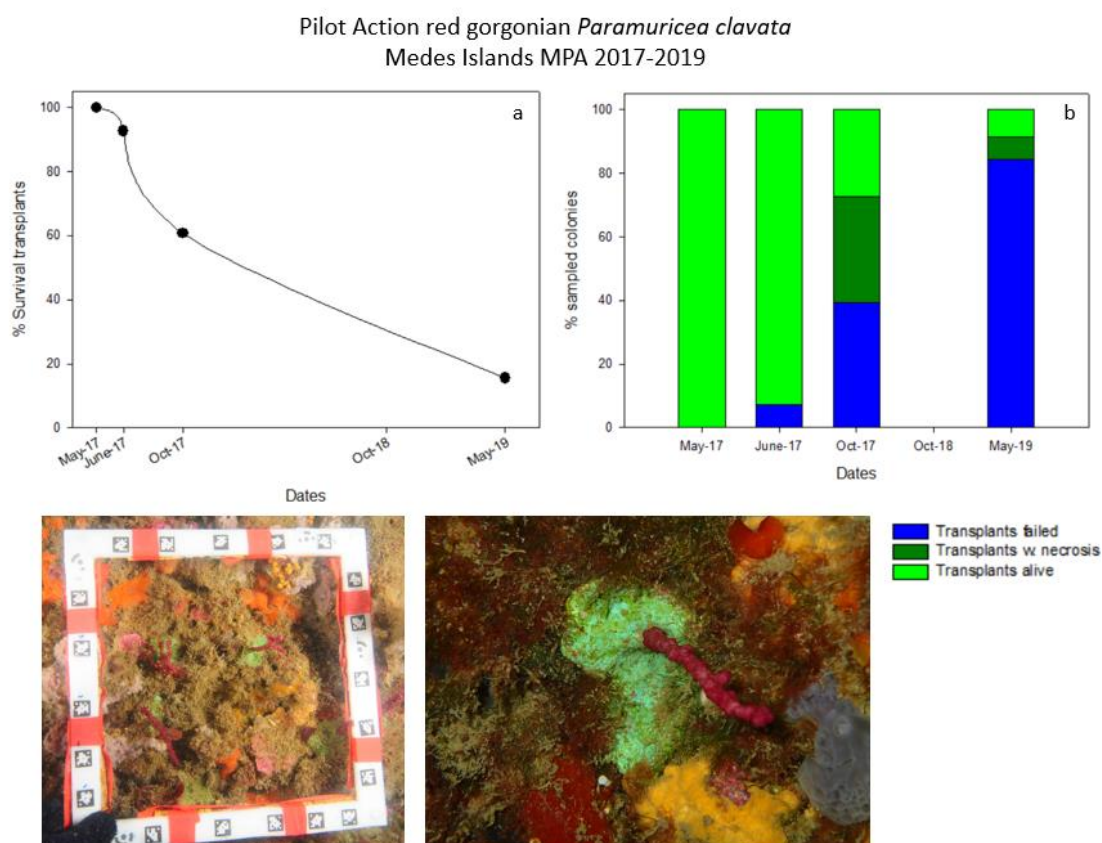 Pilot Action red gorgonian Paramuricea clavata
Medes Islands MPA 2017-2019
a
% Survival transplants
100
80
60
40
20
0
May-17
June-17
Oct-17
Oct-18
May-19
Dates
b
% sampled colonies
100
80
60
40
20
0
May-17
June-17
Oct-17
Oct-18
May-19
Dates
Transplants failed
Transplants w. necrosis
Transplants alive